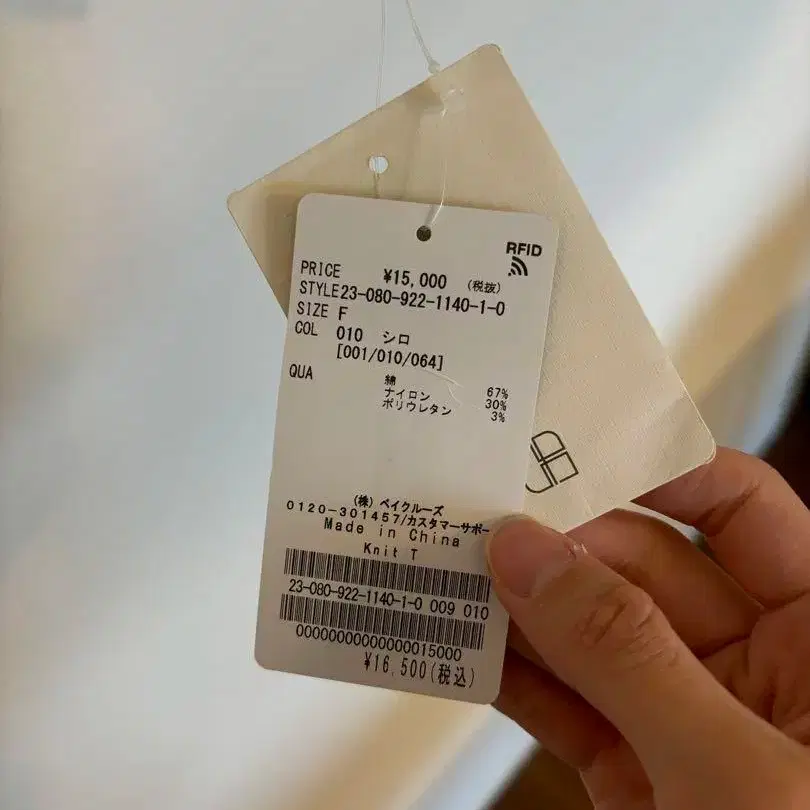 RFID
PRICE ¥15,000 (税抜)
STYLE23-080-922-1140-1-0
SIZE F
COL 010 シロ
[001/010/064]
QUA 綿 67%
ナイロン 30%
ポリウレタン 3%
(株) ベイクルーズ
0120-301457/カスタマーサポー
Made in China
Knit T
23-080-922-1140-1-0 009 010
00000000000000015000
¥16,500(税込)